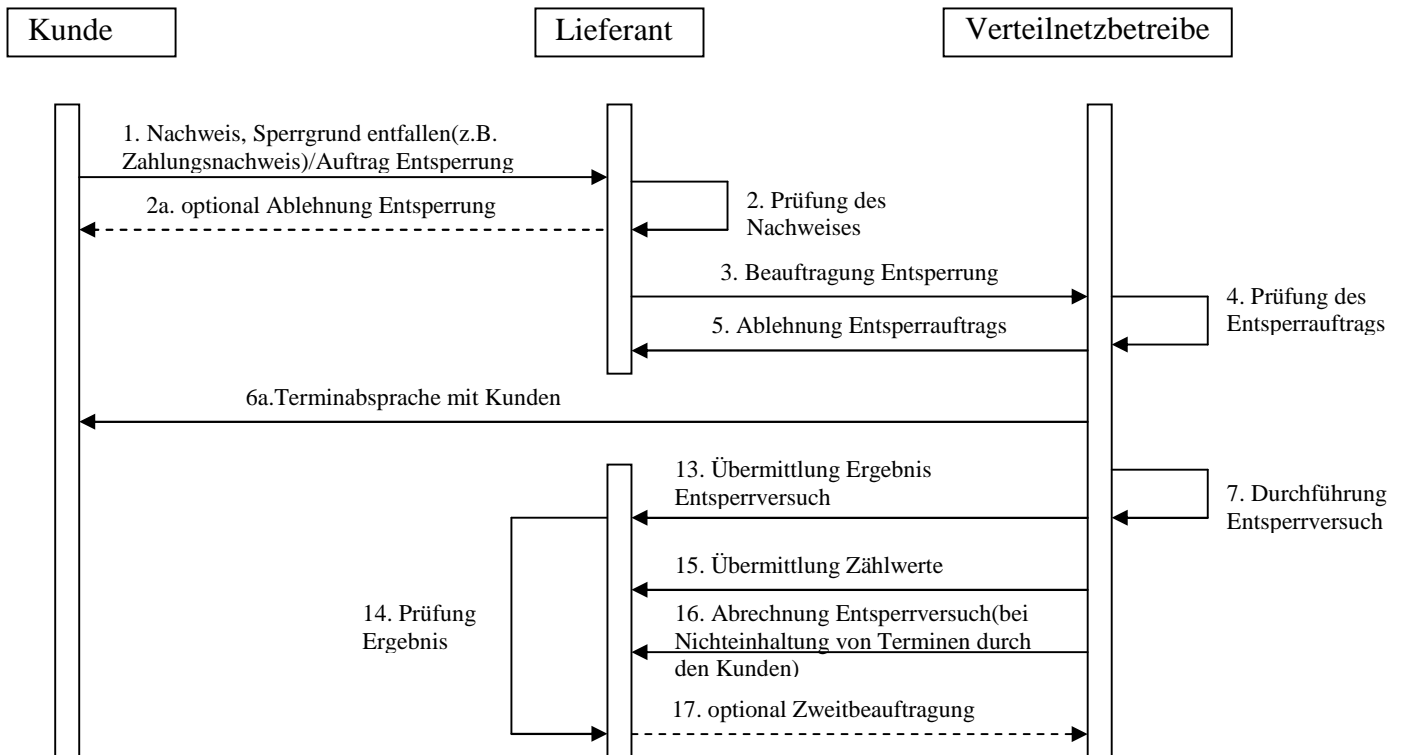 Kunde
Lieferant
Verteilnetzbetreibe
1. Nachweis, Sperrgrund entfallen(z.B.
Zahlungsnachweis)/Auftrag Entsperrung
2a. optional Ablehnung Entsperrung
2. Prüfung des
Nachweises
3. Beauftragung Entsperrung
4. Prüfung des
Entsperrauftrags
5. Ablehnung Entsperrauftrags
6a.Terminabsprache mit Kunden
13. Übermittlung Ergebnis
Entsperrversuch
7. Durchführung
Entsperrversuch
15. Übermittlung Zählwerte
14. Prüfung
Ergebnis
16. Abrechnung Entsperrversuch(bei
Nichteinhaltung von Terminen durch
den Kunden)
17. optional Zweitbeauftragung